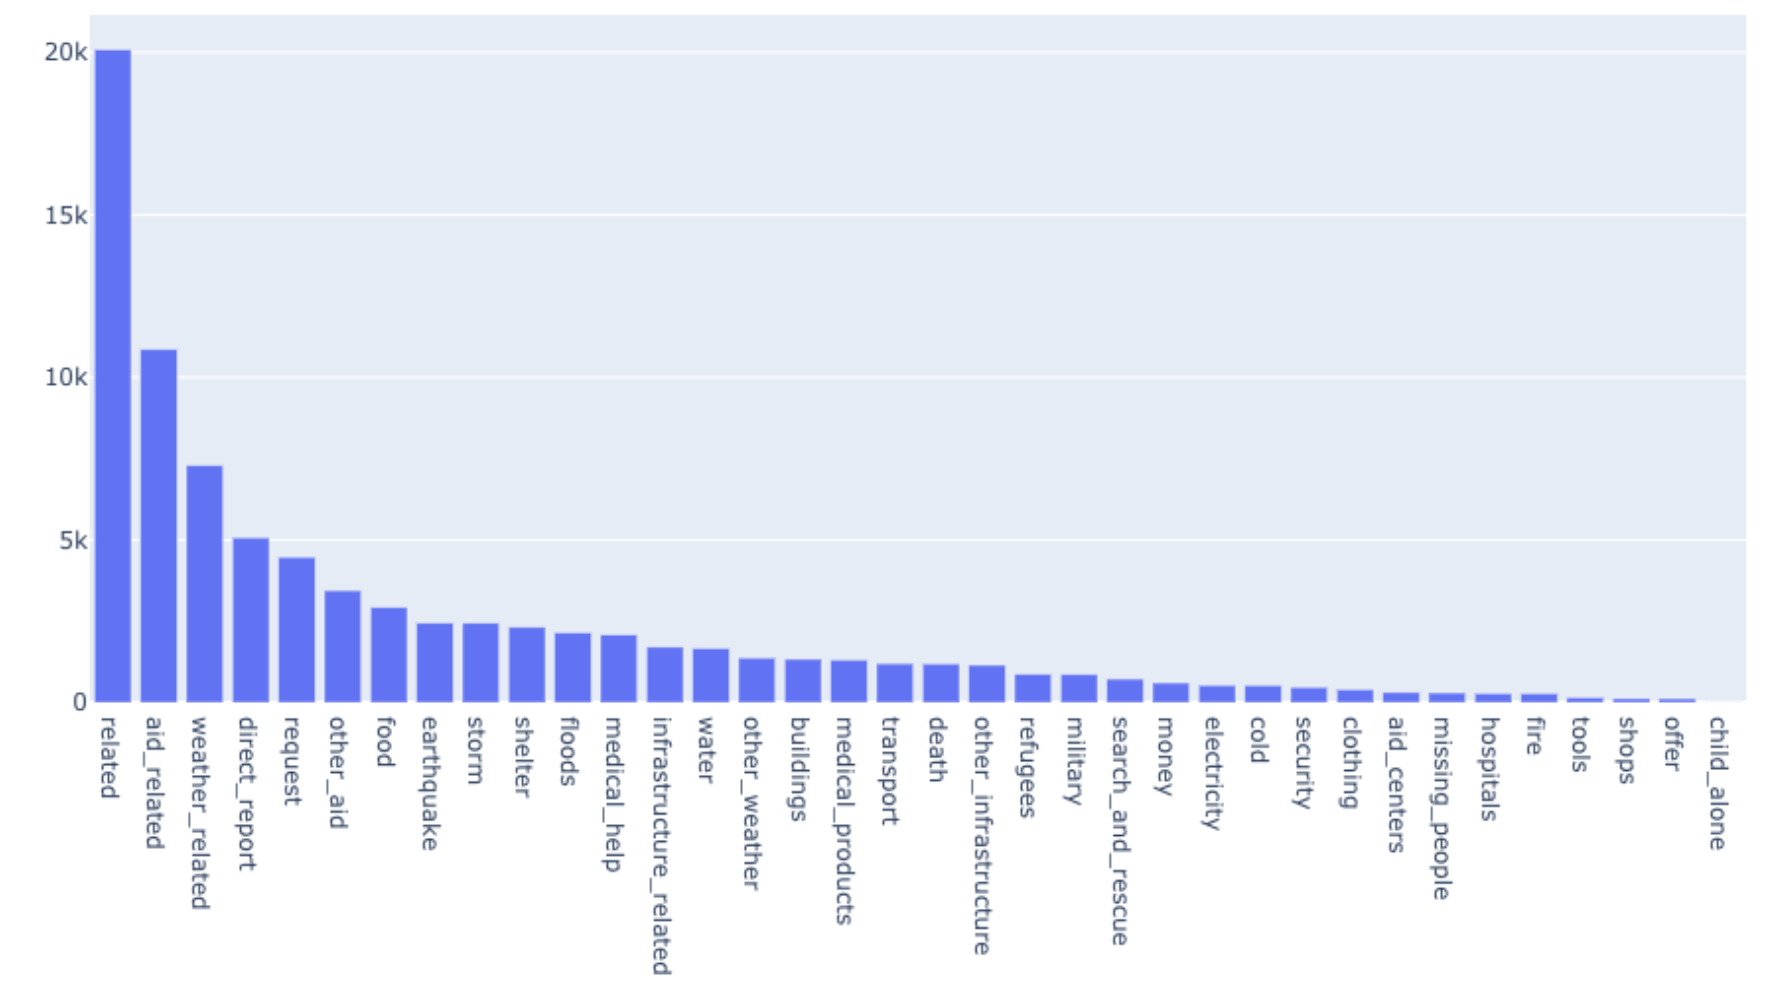 20k
15k
10k
5k
0
related
aid_related
weather_related
direct_report
request
other_aid
food
earthquake
storm
shelter
floods
medical_help
infrastructure_related
water
other_weather
buildings
medical_products
transport
death
other_infrastructure
refugees
military
search_and_rescue
money
electricity
cold
security
clothing
aid_centers
missing_people
hospitals
fire
tools
shops
offer
child_alone